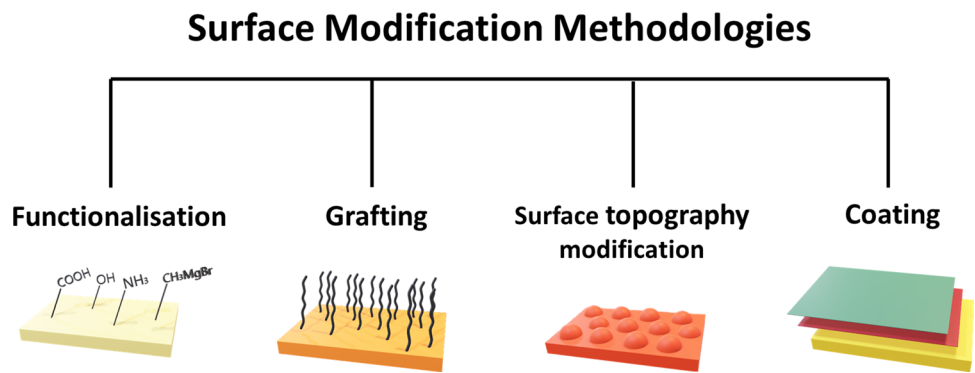 Surface Modification Methodologies
Functionalisation
Grafting
Surface topography
modification
Coating
COOH
OH
NH₃
CH₃MgBr